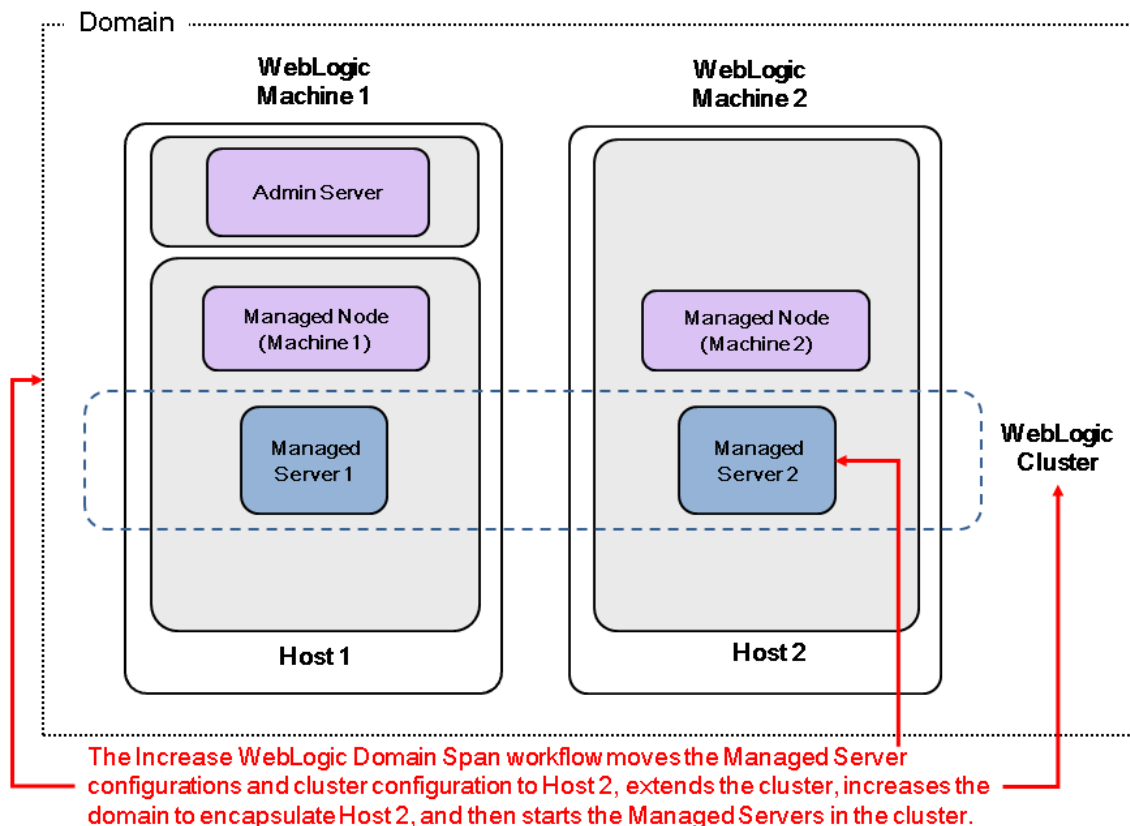 Domain
WebLogic
Machine 1
WebLogic
Machine 2
Admin Server
Managed Node
(Machine 1)
Managed Node
(Machine 2)
Managed
Server 1
Managed
Server 2
WebLogic
Cluster
Host 1
Host 2
The Increase WebLogic Domain Span workflow moves the Managed Server
configurations and cluster configuration to Host 2, extends the cluster, increases the
domain to encapsulate Host 2, and then starts the Managed Servers in the cluster.